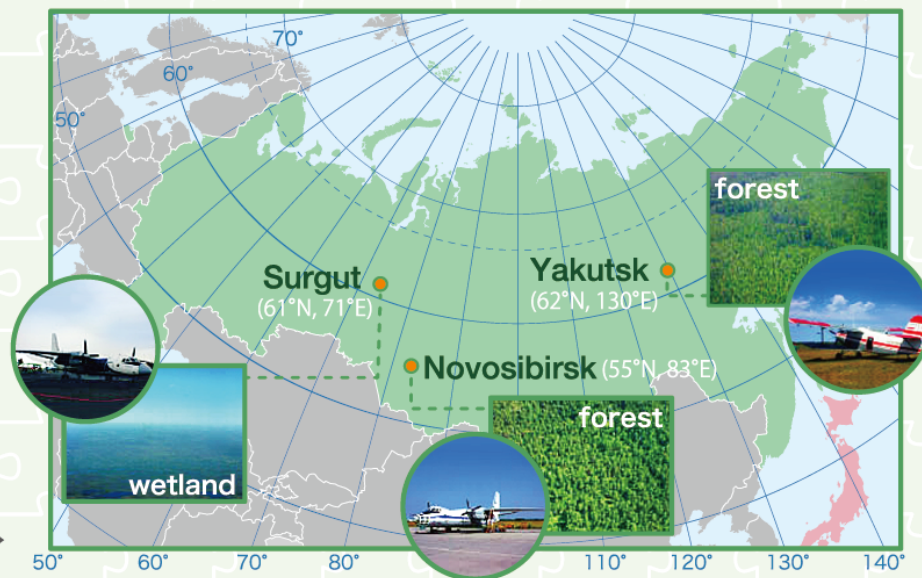 70°
60°
50°
forest
Surgut
(61°N, 71°E)
Yakutsk
(62°N, 130°E)
Novosibirsk (55°N, 83°E)
forest
wetland
50°
60°
70°
80°
110°
120°
130°
140°